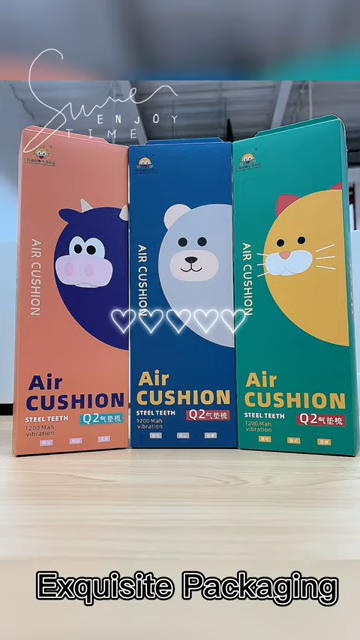 Summer
ENJOY
TIME
AIR CUSHION
Air
CUSHION
STEEL TEETH
Q2气垫梳
1200 Mah
vibration
AIR CUSHION
Air
CUSHION
STEEL TEETH
Q2气垫梳
1200 Mah
vibration
AIR CUSHION
Air
CUSHION
STEEL TEETH
Q2气垫梳
1200 Mah
vibration
Exquisite Packaging